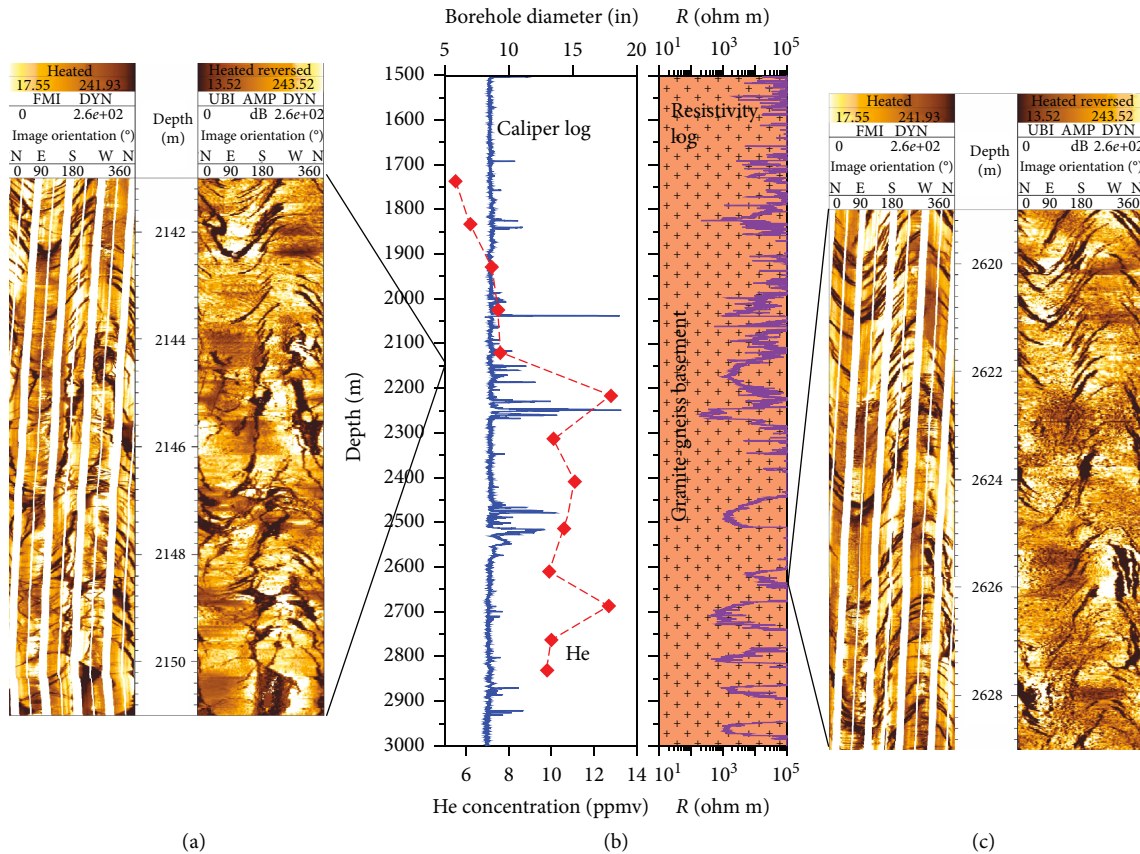 Heated
17.55 241.93
FMI DYN
0 2.6e+02
Image orientation (°)
N E S W N
0 90 180 360
Depth
(m)
2142
2144
2146
2148
2150
Heated reversed
13.52 243.52
UBI AMP DYN
0 dB 2.6e+02
Image orientation (°)
N E S W N
0 90 180 360
(a)
Borehole diameter (in)
5 10 15 20
Depth (m)
1500
1600
1700
1800
1900
2000
2100
2200
2300
2400
2500
2600
2700
2800
2900
3000
Caliper log
He
6 8 10 12 14
He concentration (ppmv)
R (ohm m)
10¹ 10³ 10⁵
Resistivity
log
Granite-gneiss basement
10¹ 10³ 10⁵
R (ohm m)
(b)
Heated
17.55 241.93
FMI DYN
0 2.6e+02
Image orientation (°)
N E S W N
0 90 180 360
Depth
(m)
2620
2622
2624
2626
2628
Heated reversed
13.52 243.52
UBI AMP DYN
0 dB 2.6e+02
Image orientation (°)
N E S W N
0 90 180 360
(c)